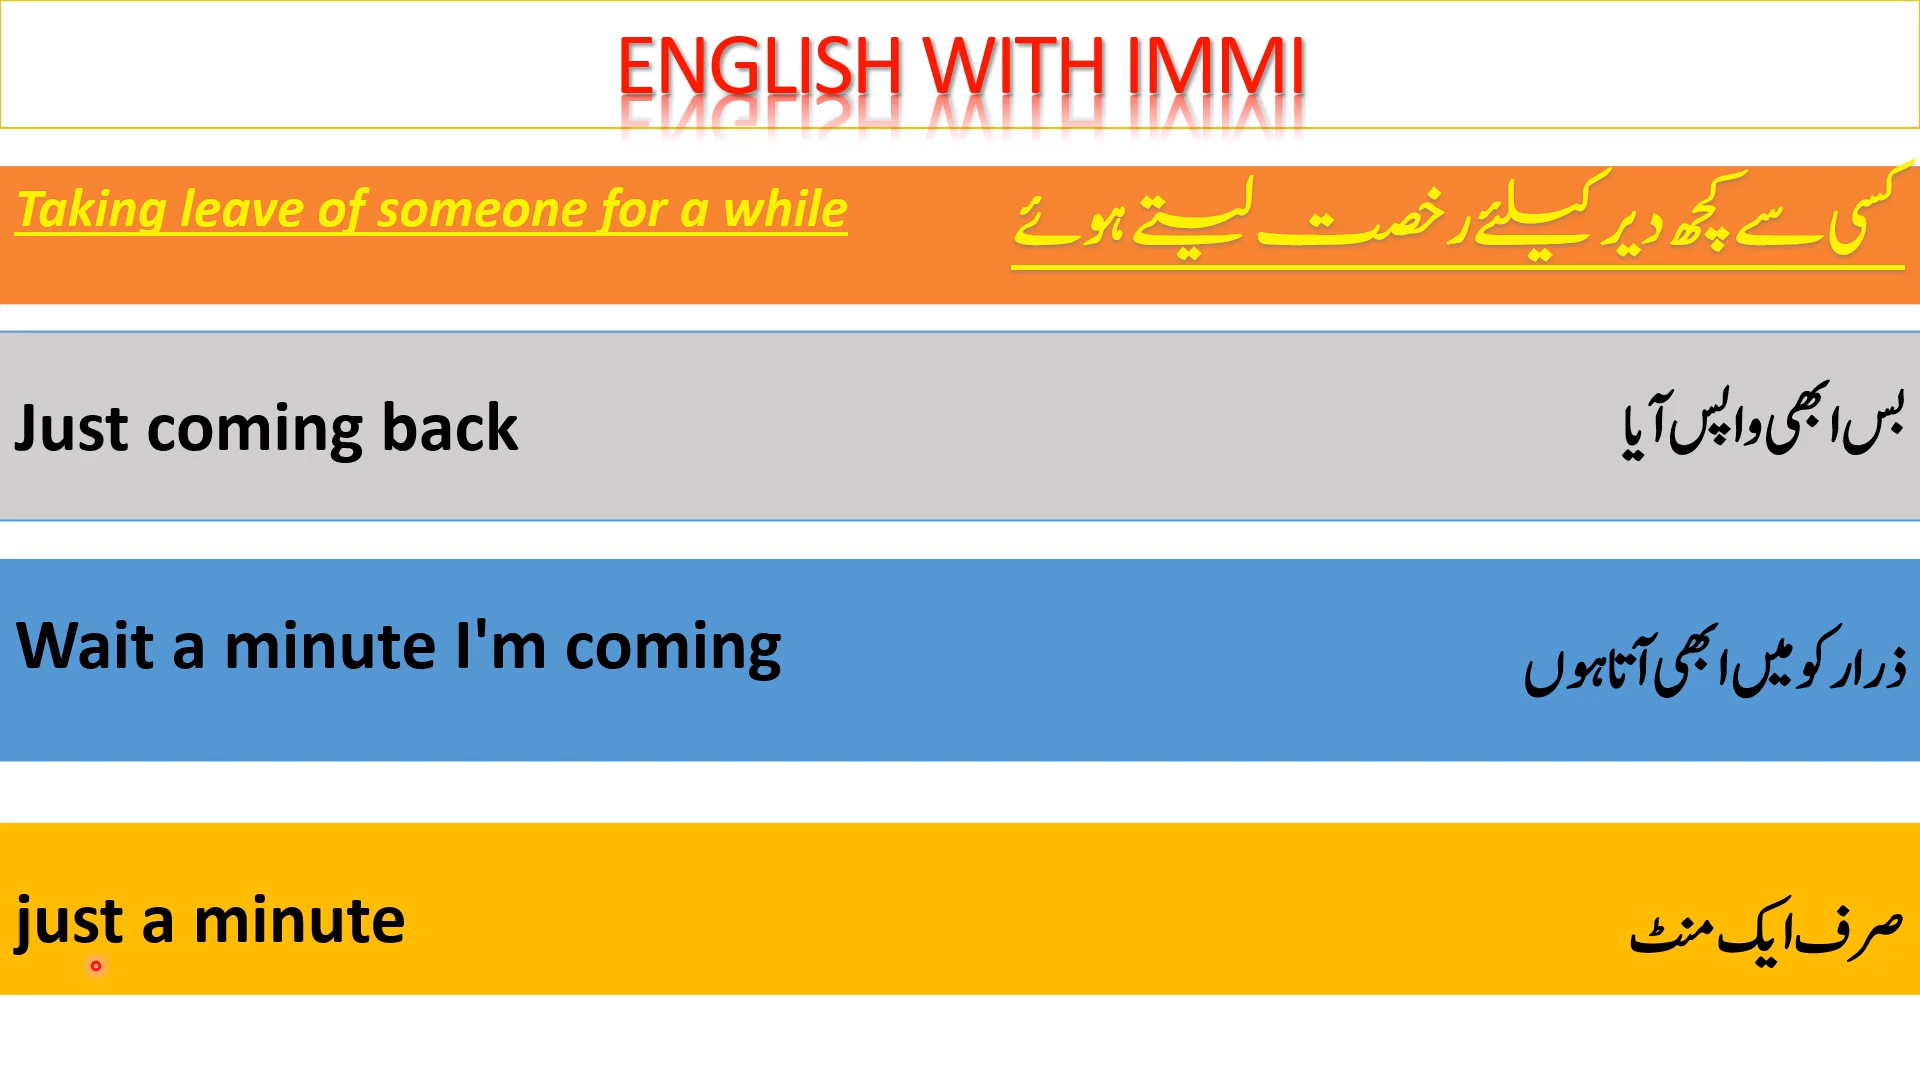 ENGLISH WITH IMMI
Taking leave of someone for a while
کسی سے کچھ دیر کیلئے رخصت لیتے ہوئے
Just coming back
بس ابھی واپس آیا
Wait a minute I'm coming
ذرا رکو میں ابھی آتا ہوں
just a minute
صرف ایک منٹ